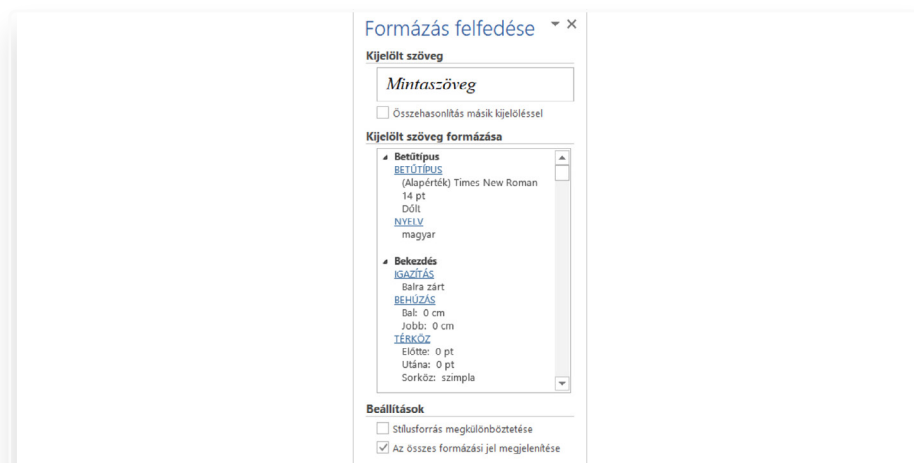 Formázás felfedése
Kijelölt szöveg
Mintaszöveg
Összehasonlítás másik kijelöléssel
Kijelölt szöveg formázása
Betűtípus
BETŰTÍPUS
(Alapérték) Times New Roman
14 pt
Dőlt
NYELV
magyar
Bekezdés
IGAZÍTÁS
Balra zárt
BEHÚZÁS
Bal: 0 cm
Jobb: 0 cm
TÉRKÖZ
Előtte: 0 pt
Utána: 0 pt
Sorköz: szimpla
Beállítások
Stílusforrás megkülönböztetése
Az összes formázási jel megjelenítése